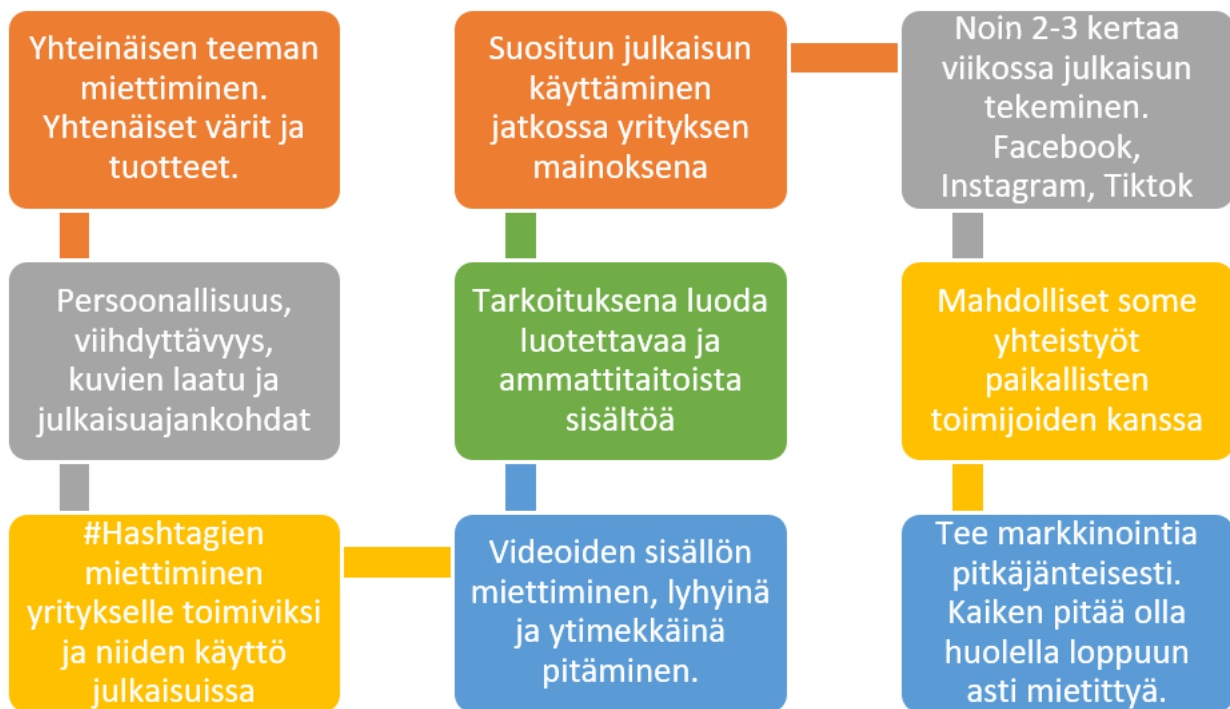 Yhteinäisen teeman
miettiminen.
Yhtenäiset värit ja
tuotteet.
Persoonallisuus,
viihdyttävyys,
kuvien laatu ja
julkaisuajankohdat
#Hashtagien
miettiminen
yritykselle toimiviksi
ja niiden käyttö
julkaisuissa
Videoiden sisällön
miettiminen, lyhyinä
ja ytimekkäinä
pitäminen.
Tarkoituksena luoda
luotettavaa ja
ammattitaitoista
sisältöä
Suositun julkaisun
käyttäminen
jatkossa yrityksen
mainoksena
Noin 2-3 kertaa
viikossa julkaisun
tekeminen.
Facebook,
Instagram, Tiktok
Mahdolliset some
yhteistyöt
paikallisten
toimijoiden kanssa
Tee markkinointia
pitkäjänteisesti.
Kaiken pitää olla
huolella loppuun
asti mietittyä.